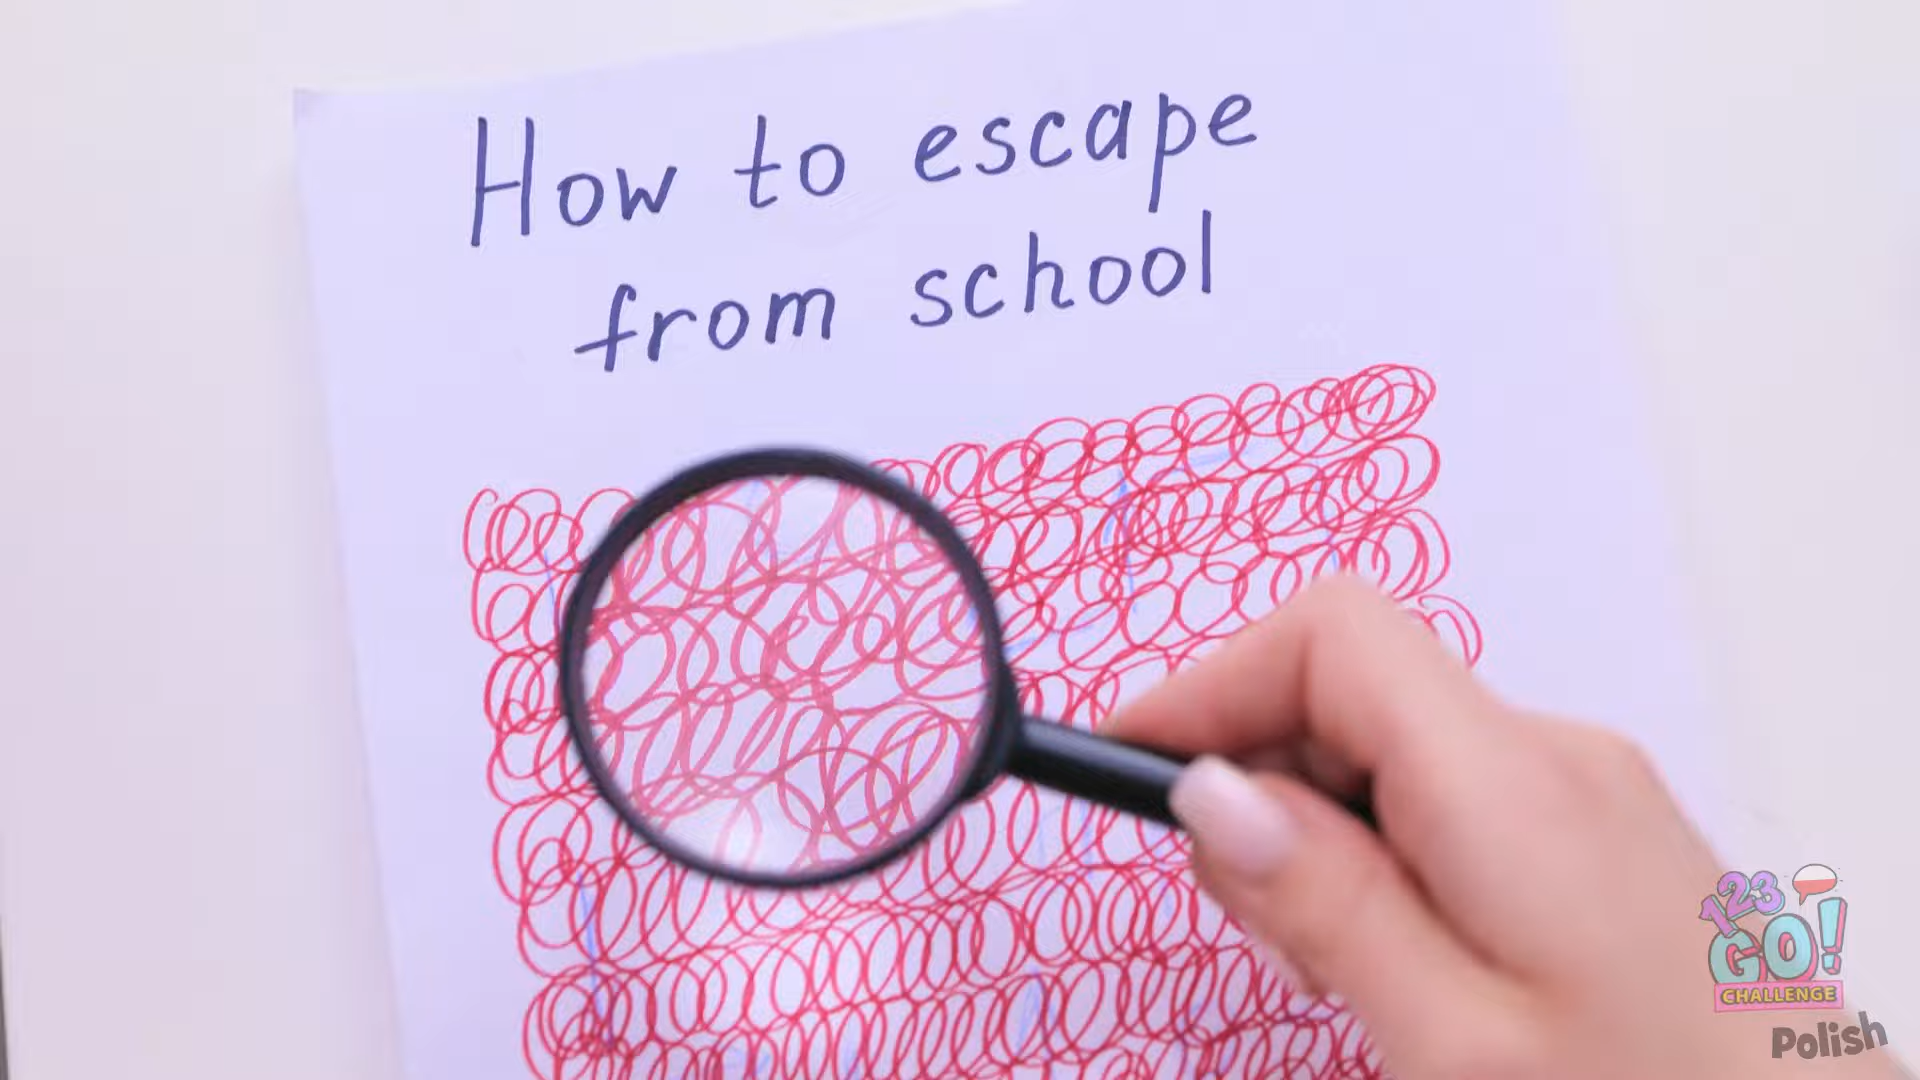 How to escape
from school
123
GO!
CHALLENGE
Polish